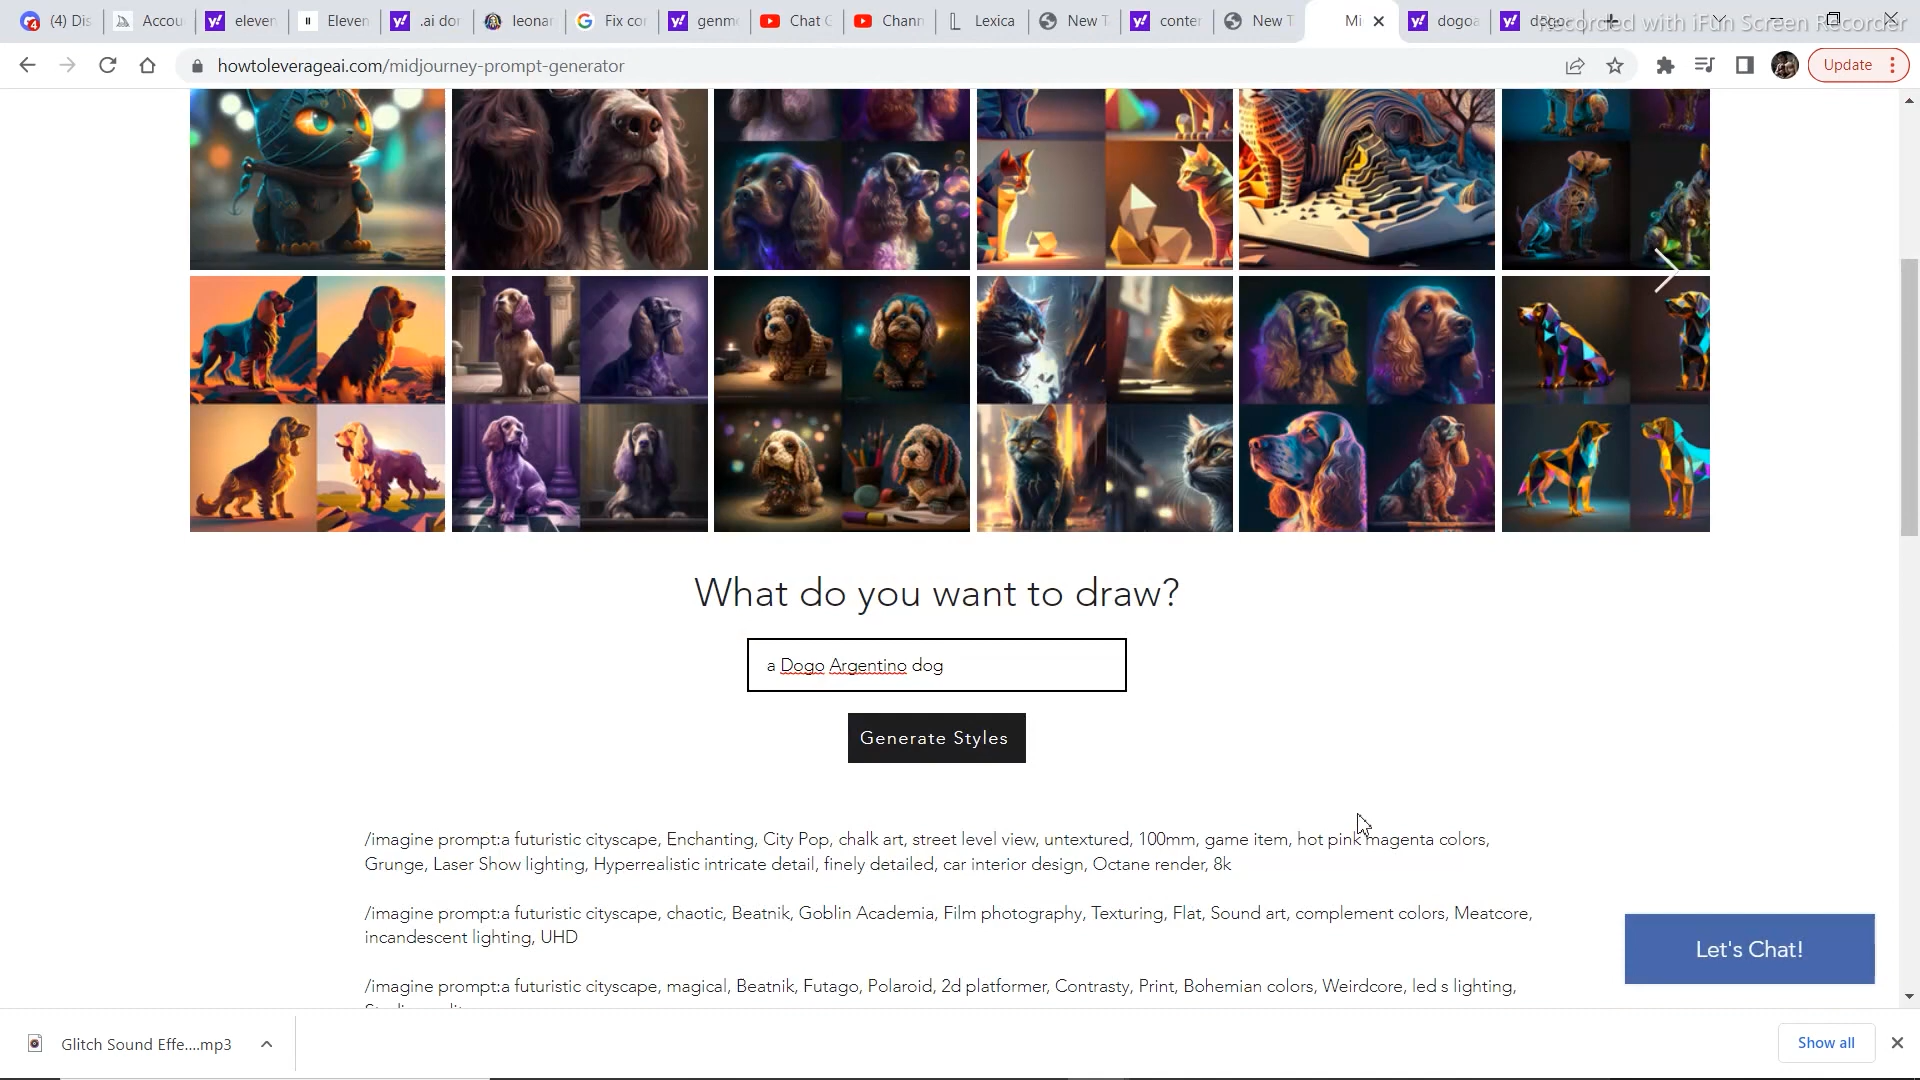 (4) Dis
Accou
eleven
Eleven
.ai dor
leonar
Fix co
genm
Chat G
Chann
Lexica
New T
conter
New T
Mi
dogoa
dogo
Recorded with iFun Screen Recorder
howtoleverageai.com/midjourney-prompt-generator
Update
What do you want to draw?
a Dogo Argentino dog
Generate Styles
/imagine prompt:a futuristic cityscape, Enchanting, City Pop, chalk art, street level view, untextured, 100mm, game item, hot pink magenta colors,
Grunge, Laser Show lighting, Hyperrealistic intricate detail, finely detailed, car interior design, Octane render, 8k
/imagine prompt:a futuristic cityscape, chaotic, Beatnik, Goblin Academia, Film photography, Texturing, Flat, Sound art, complement colors, Meatcore,
incandescent lighting, UHD
/imagine prompt:a futuristic cityscape, magical, Beatnik, Futago, Polaroid, 2d platformer, Contrasty, Print, Bohemian colors, Weirdcore, led s lighting,
Let's Chat!
Glitch Sound Effe....mp3
Show all